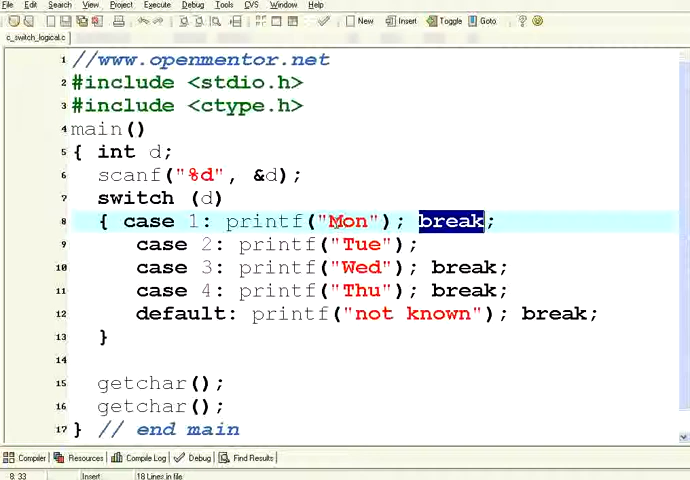 File Edit Search View Project Execute Debug Tools CVS Window Help
New Insert Toggle Goto
c_switch_logical.c
1 //www.openmentor.net
2 #include <stdio.h>
3 #include <ctype.h>
4 main()
5 { int d;
6 scanf("%d", &d);
7 switch (d)
8 { case 1: printf("Mon"); break;
9 case 2: printf("Tue");
10 case 3: printf("Wed"); break;
11 case 4: printf("Thu"); break;
12 default: printf("not known"); break;
13 }
14
15 getchar();
16 getchar();
17 } // end main
Compiler Resources Compile Log Debug Find Results
8: 33 Insert 18 Lines in file